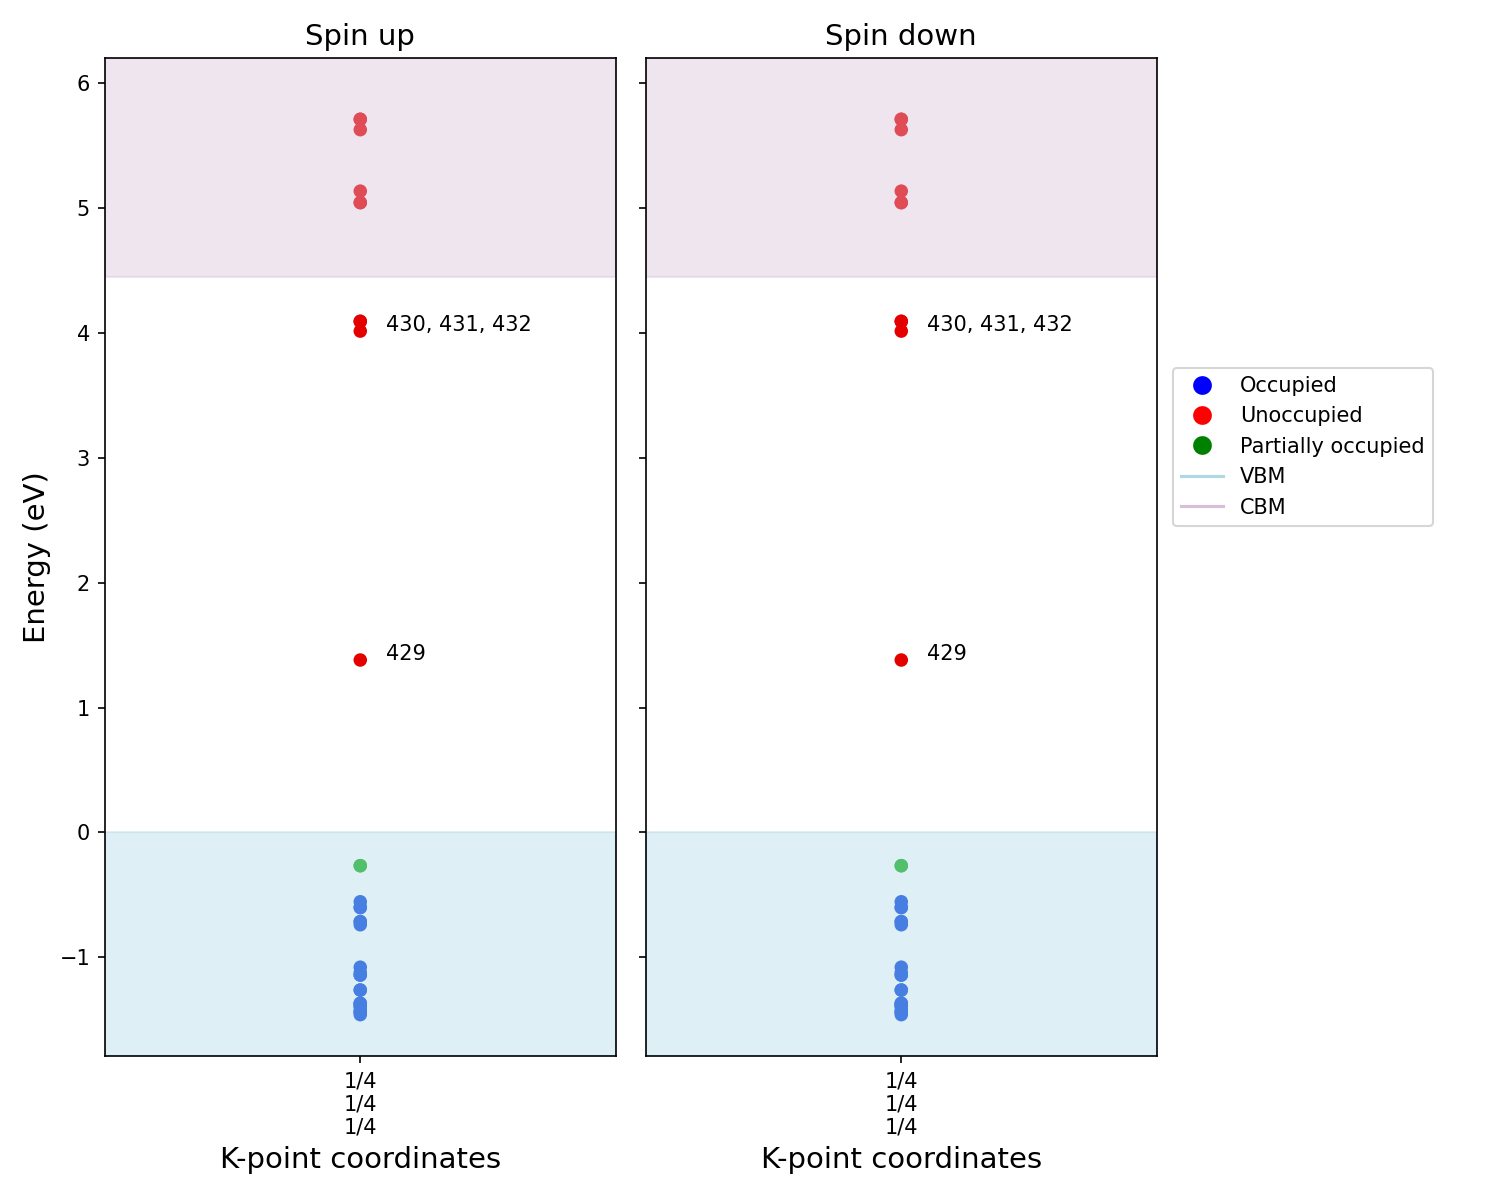 Spin up
Spin down
Energy (eV)
6
5
4
3
2
1
0
−1
430, 431, 432
429
430, 431, 432
429
1/4
1/4
1/4
K-point coordinates
1/4
1/4
1/4
K-point coordinates
Occupied
Unoccupied
Partially occupied
VBM
CBM